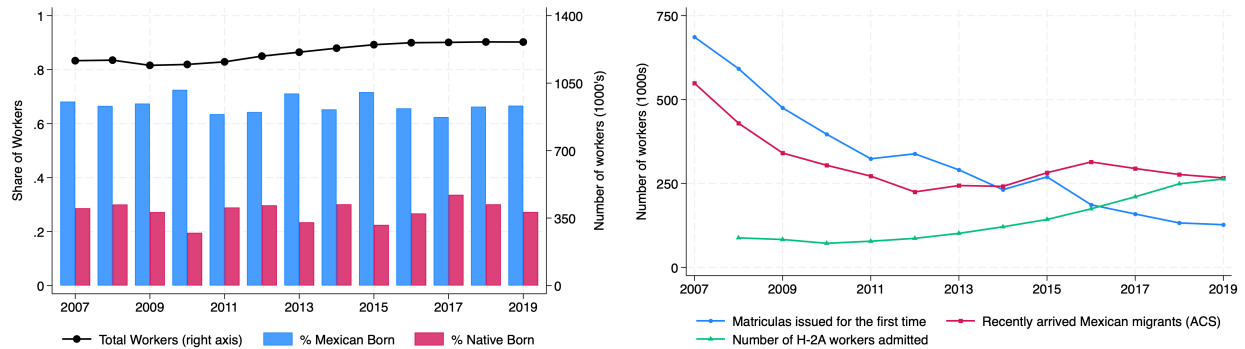 1
.8
.6
.4
.2
0
Share of Workers
1400
1050
700
350
0
Number of workers (1000's)
2007 2009 2011 2013 2015 2017 2019
Total Workers (right axis) % Mexican Born % Native Born
750
500
250
0
Number of workers (1000s)
2007 2009 2011 2013 2015 2017 2019
Matriculas issued for the first time Recently arrived Mexican migrants (ACS)
Number of H-2A workers admitted